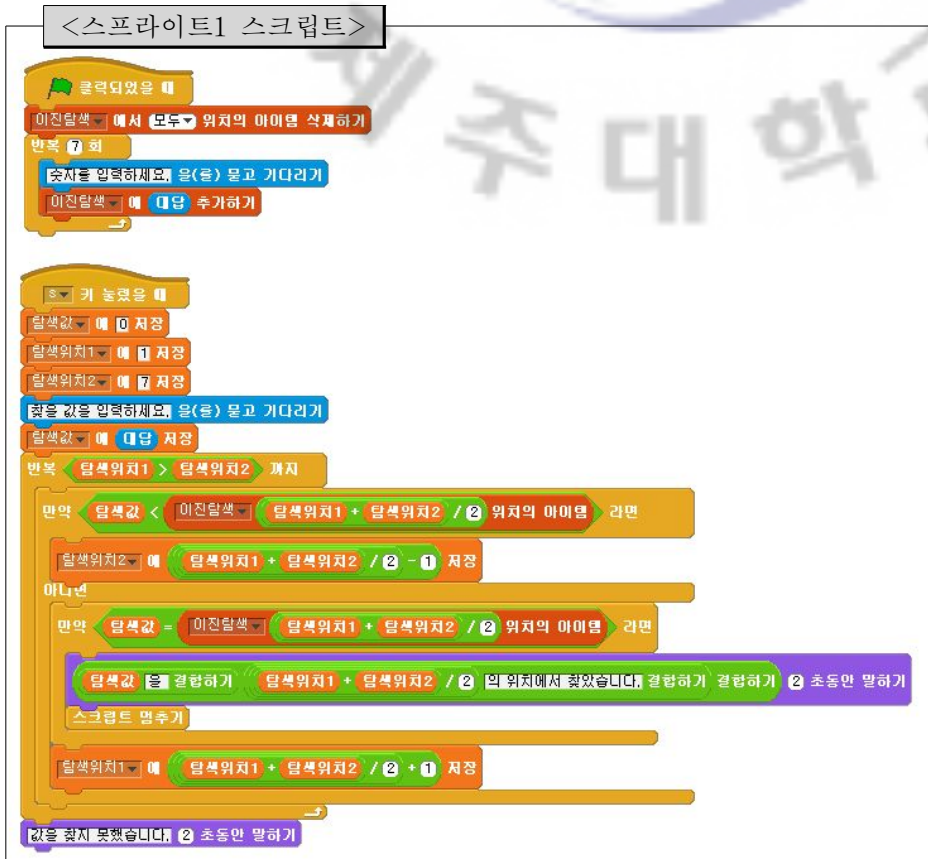 <스프라이트1 스크립트>
제주대학
클릭되었을 때
이진탐색 에서 모두 위치의 아이템 삭제하기
반복 7 회
숫자를 입력하세요. 을(를) 묻고 기다리기
이진탐색 에 대답 추가하기
s 키 눌렸을 때
탐색값 에 0 저장
탐색위치1 에 1 저장
탐색위치2 에 7 저장
찾을 값을 입력하세요. 을(를) 묻고 기다리기
탐색값 에 대답 저장
반복 탐색위치1 > 탐색위치2 까지
만약 탐색값 < 이진탐색 탐색위치1 + 탐색위치2 / 2 위치의 아이템 라면
탐색위치2 에 탐색위치1 + 탐색위치2 / 2 - 1 저장
아니면
만약 탐색값 = 이진탐색 탐색위치1 + 탐색위치2 / 2 위치의 아이템 라면
탐색값 을 결합하기 탐색위치1 + 탐색위치2 / 2 의 위치에서 찾았습니다. 결합하기 결합하기 2 초동안 말하기
스크립트 멈추기
탐색위치1 에 탐색위치1 + 탐색위치2 / 2 + 1 저장
값을 찾지 못했습니다. 2 초동안 말하기